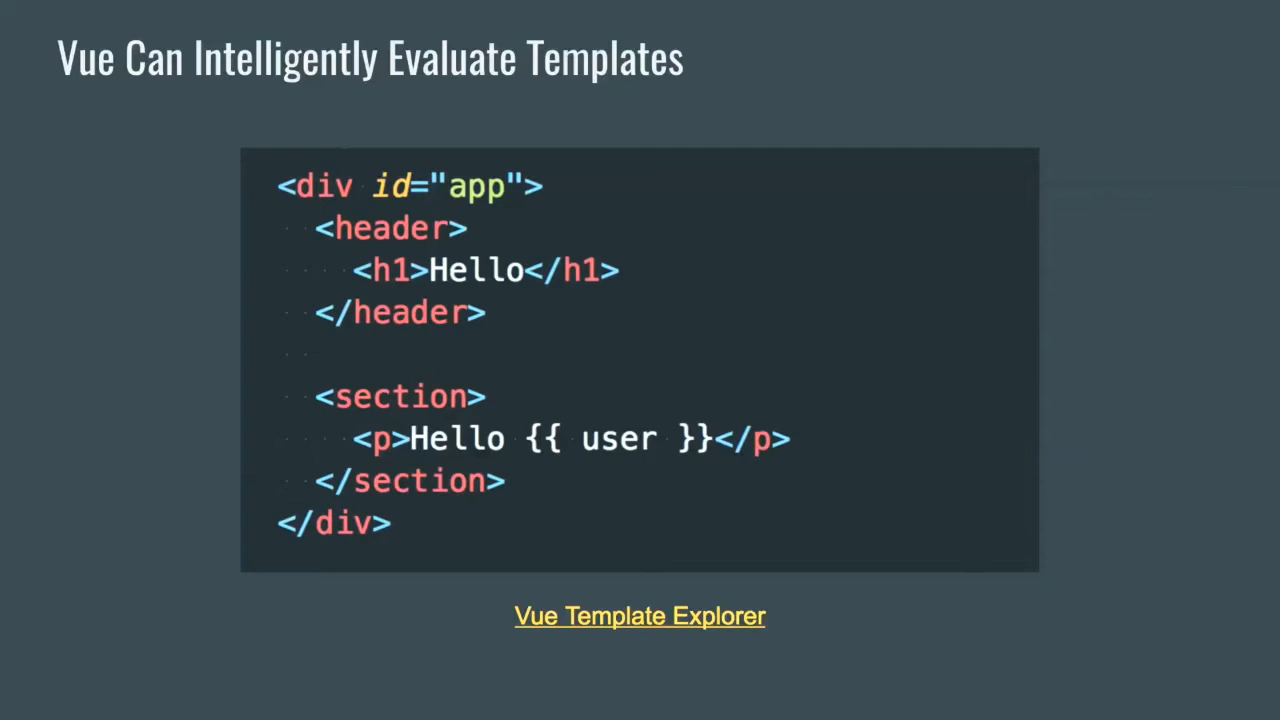 Vue Can Intelligently Evaluate Templates
<div id="app">
  <header>
    <h1>Hello</h1>
  </header>

  <section>
    <p>Hello {{ user }}</p>
  </section>
</div>
Vue Template Explorer